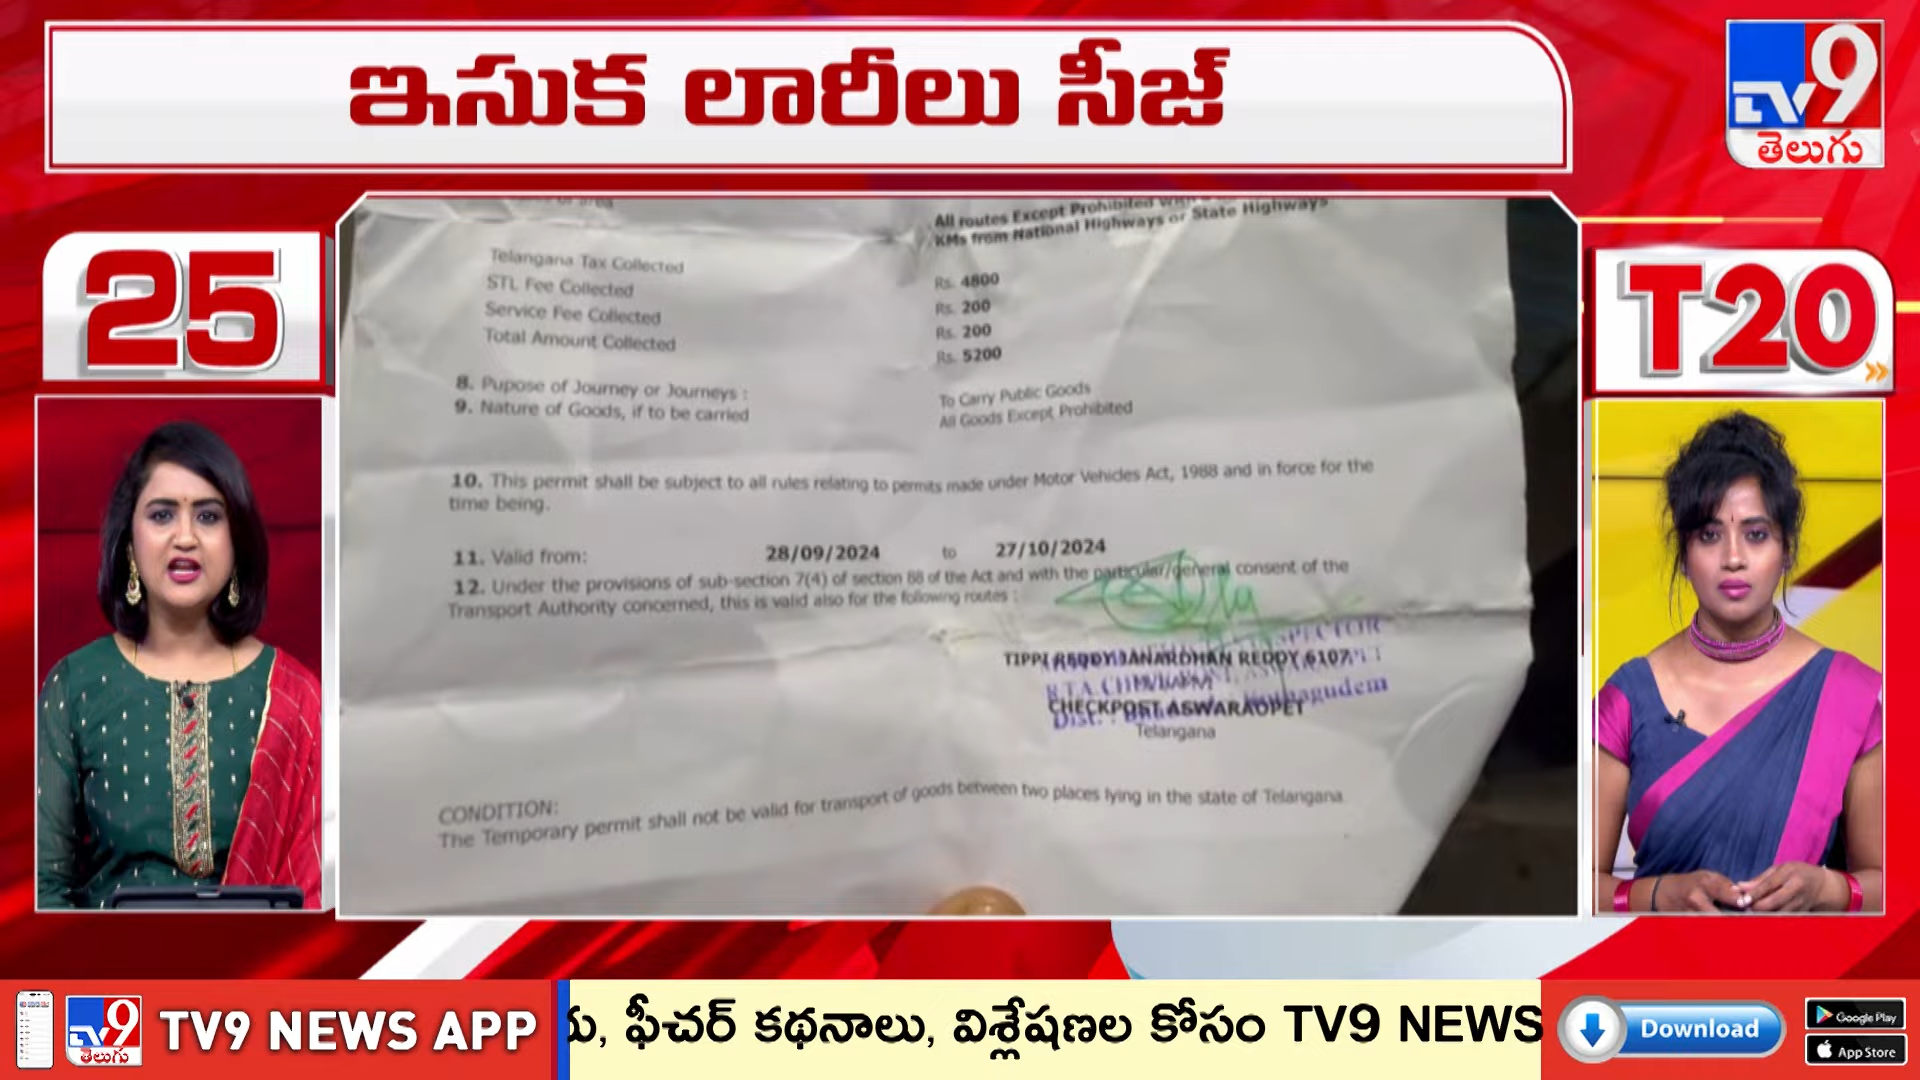 ఇసుక లారీలు సీజ్
TV9
తెలుగు
25
T20
All routes Except Prohibited
KMs from National Highways or State Highways
Telangana Tax Collected
Rs. 4800
STL Fee Collected
Rs. 200
Service Fee Collected
Rs. 200
Total Amount Collected
Rs. 5200
8. Pupose of Journey or Journeys :
To Carry Public Goods
9. Nature of Goods, if to be carried
All Goods Except Prohibited
10. This permit shall be subject to all rules relating to permits made under Motor Vehicles Act, 1988 and in force for the
time being.
11. Valid from: 28/09/2024 to 27/10/2024
12. Under the provisions of sub-section 7(4) of section 88 of the Act and with the particular/general consent of the
Transport Authority concerned, this is valid also for the following routes :
TIPPI REDDY JANARDHAN REDDY 6107
CHECKPOST ASWARAOPET
Telangana
CONDITION:
The Temporary permit shall not be valid for transport of goods between two places lying in the state of Telangana
TV9
తెలుగు
TV9 NEWS APP
ఫీచర్ కథనాలు, విశ్లేషణల కోసం TV9 NEWS
Download
Google Play
App Store